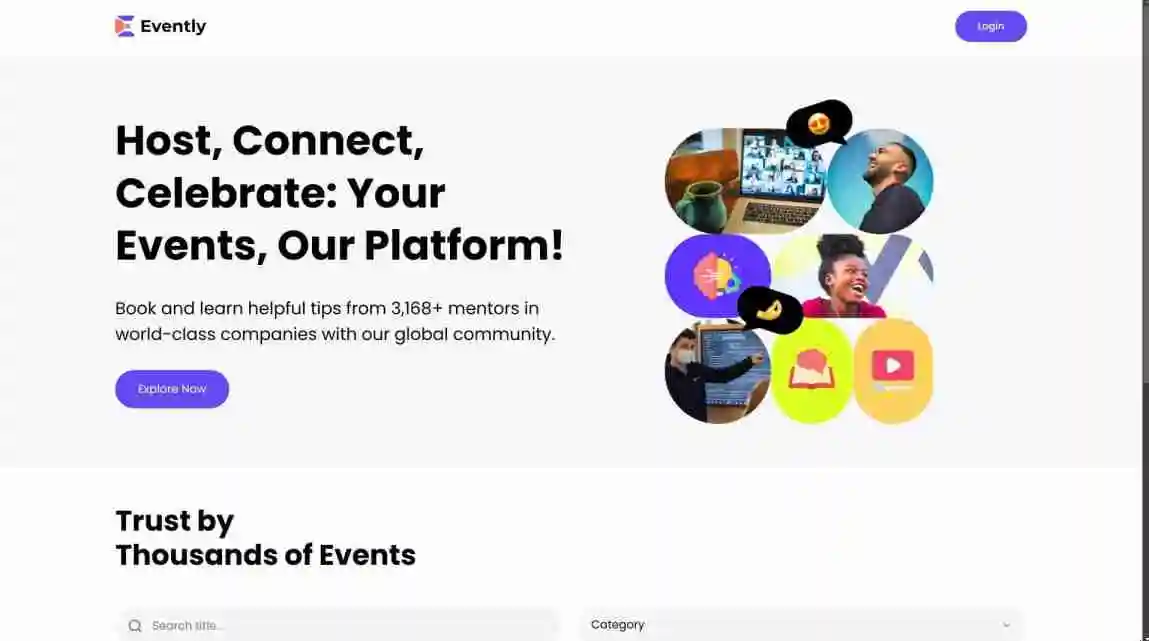 Evently
Login
Host, Connect,
Celebrate: Your
Events, Our Platform!
Book and learn helpful tips from 3,168+ mentors in
world-class companies with our global community.
Explore Now
Trust by
Thousands of Events
Search title...
Category